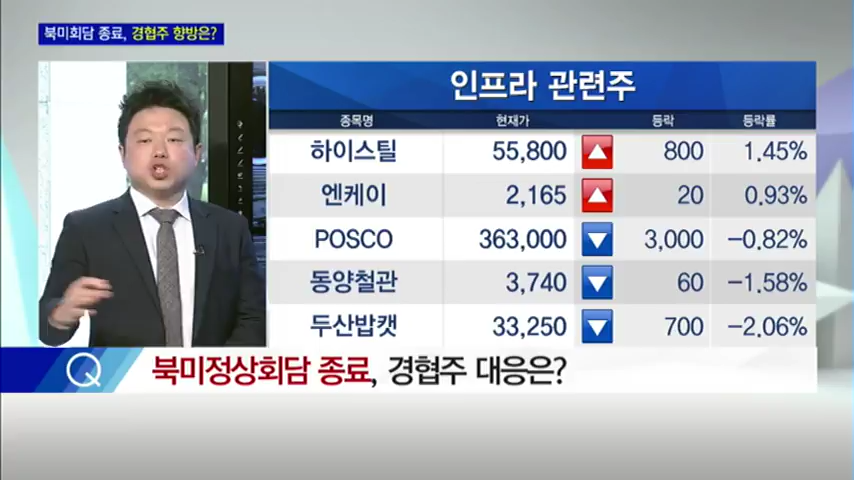 북미회담 종료, 경협주 향방은?
인프라 관련주
종목명 현재가 등락 등락률
하이스틸 55,800 800 1.45%
엔케이 2,165 20 0.93%
POSCO 363,000 3,000 -0.82%
동양철관 3,740 60 -1.58%
두산밥캣 33,250 700 -2.06%
Q 북미정상회담 종료, 경협주 대응은?